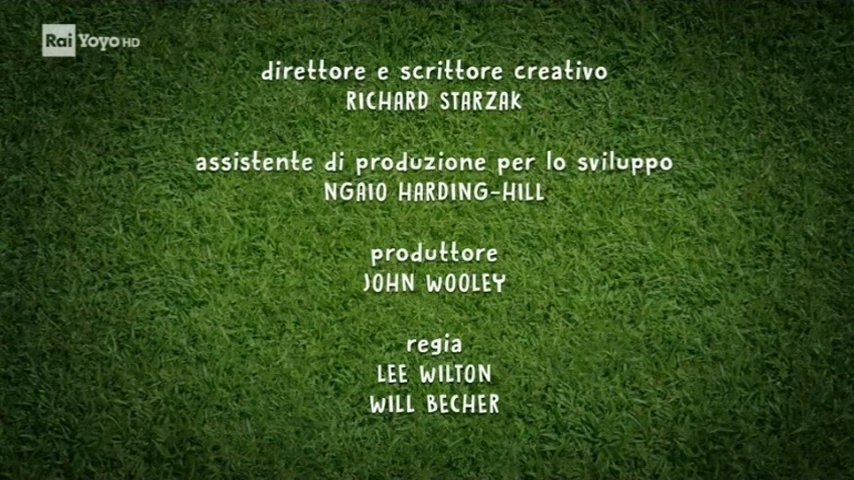 Rai Yoyo HD
direttore e scrittore creativo
RICHARD STARZAK
assistente di produzione per lo sviluppo
NGAIO HARDING-HILL
produttore
JOHN WOOLEY
regia
LEE WILTON
WILL BECHER